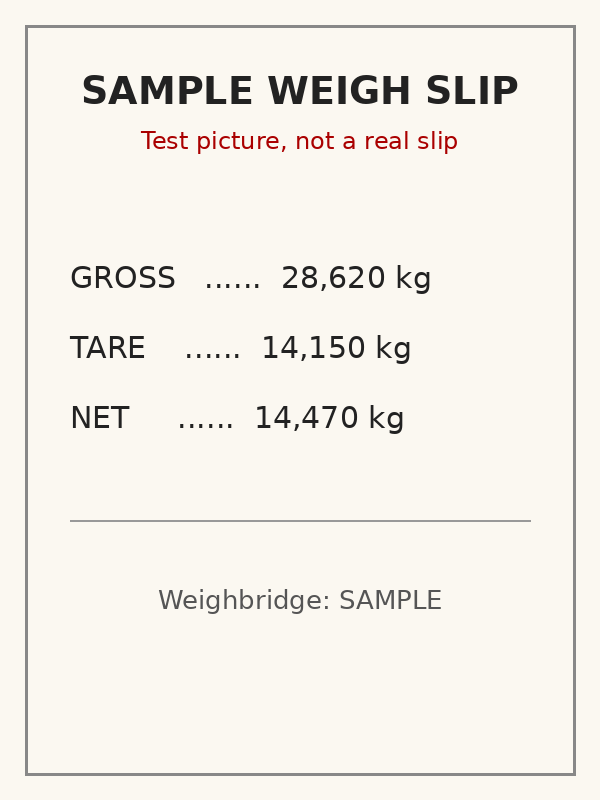 SAMPLE WEIGH SLIP
Test picture, not a real slip
GROSS ...... 28,620 kg
TARE ...... 14,150 kg
NET ...... 14,470 kg
Weighbridge: SAMPLE